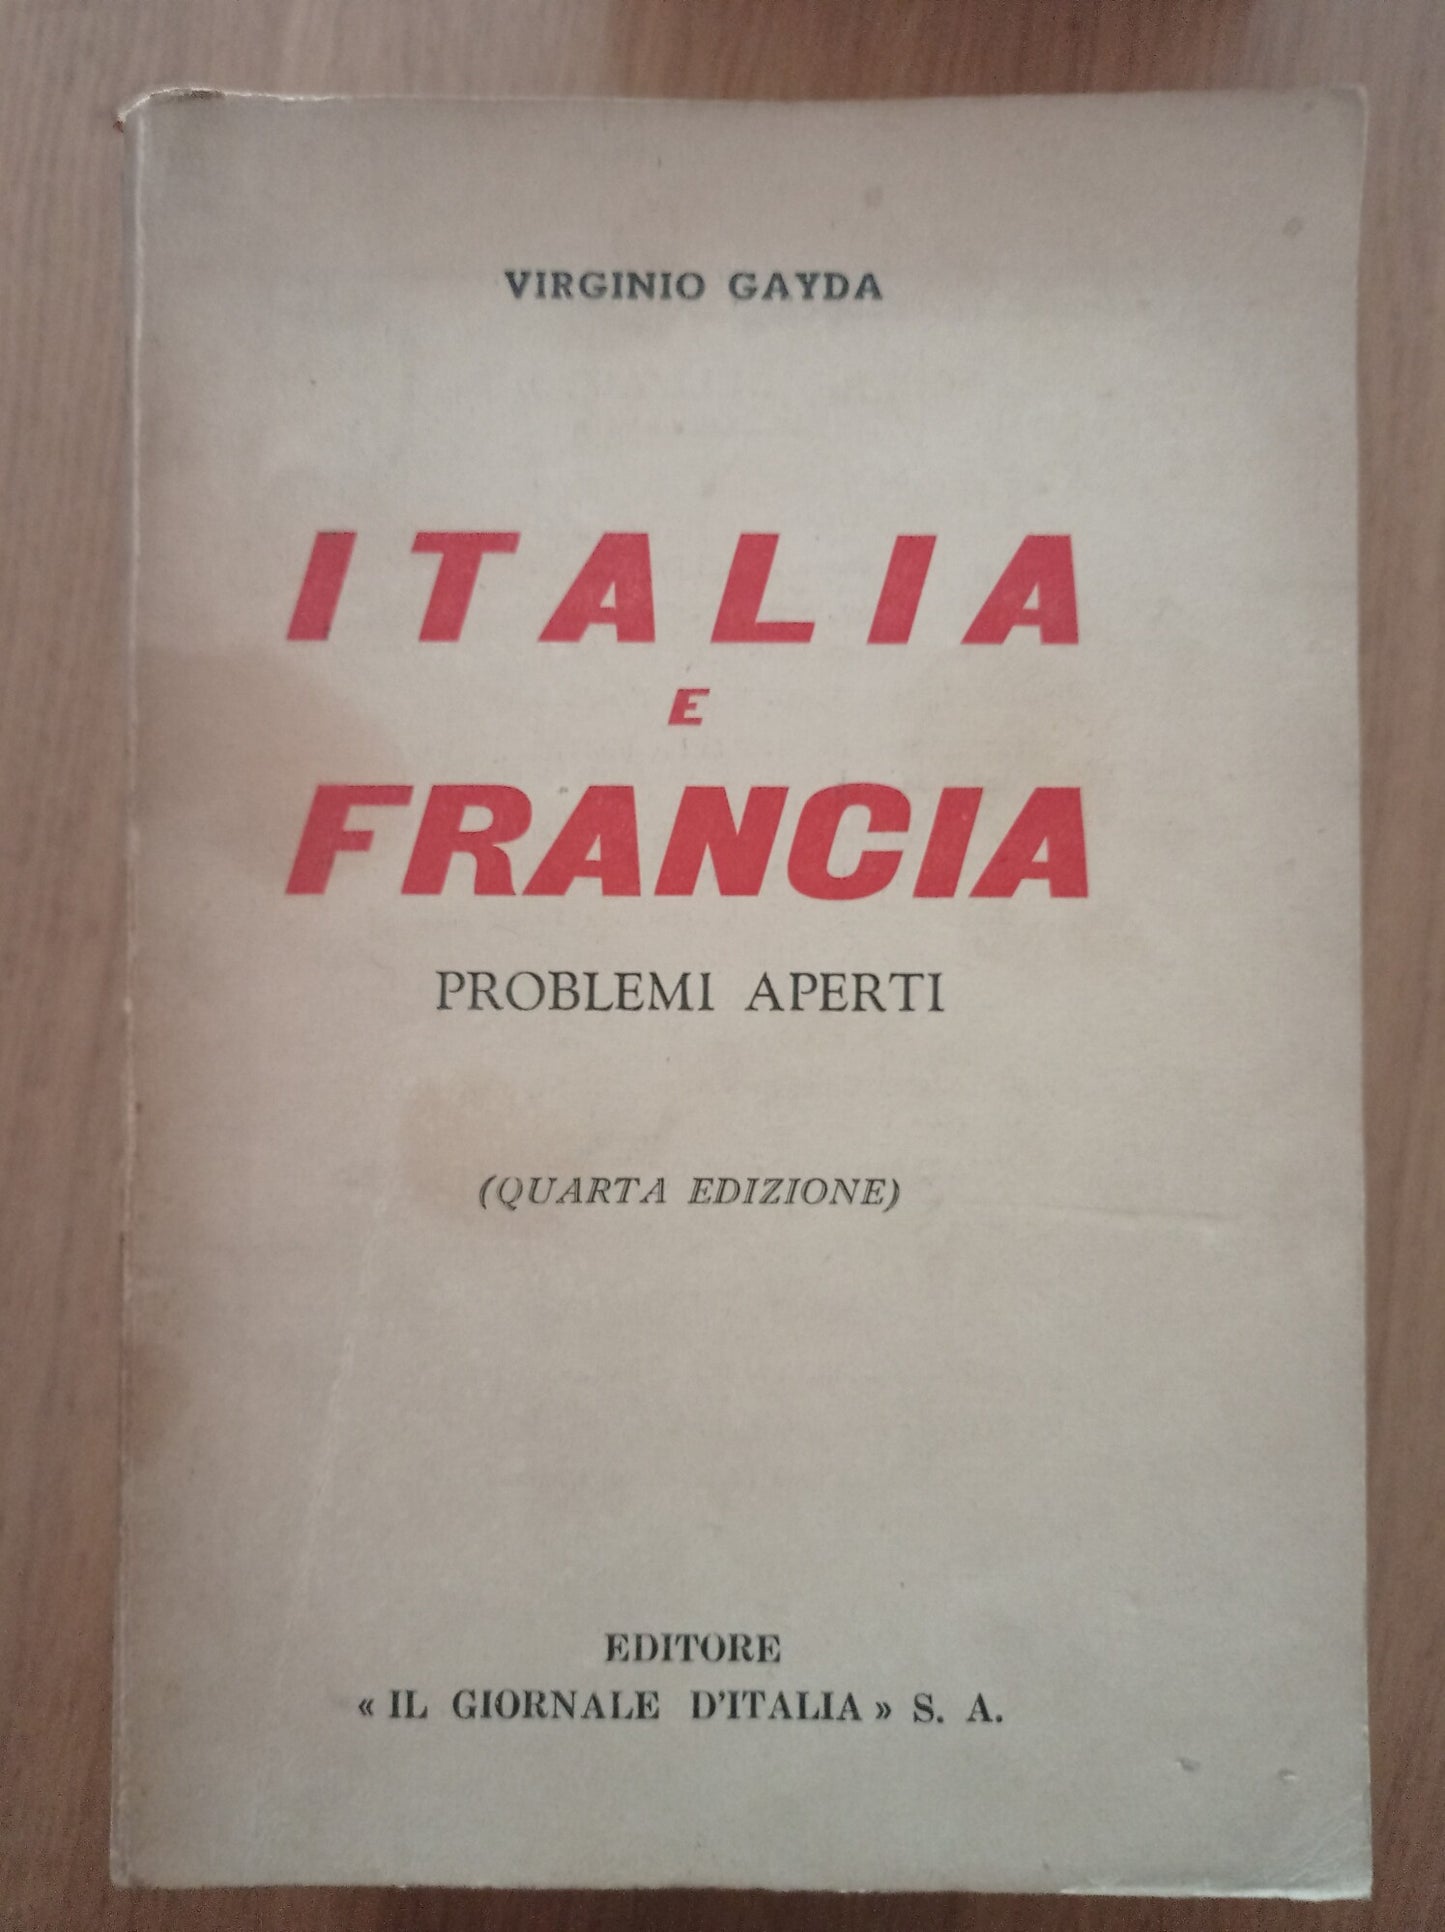 VIRGINIO GAYDA
ITALIA
E
FRANCIA
PROBLEMI APERTI
(QUARTA EDIZIONE)
EDITORE
« IL GIORNALE D'ITALIA » S. A.